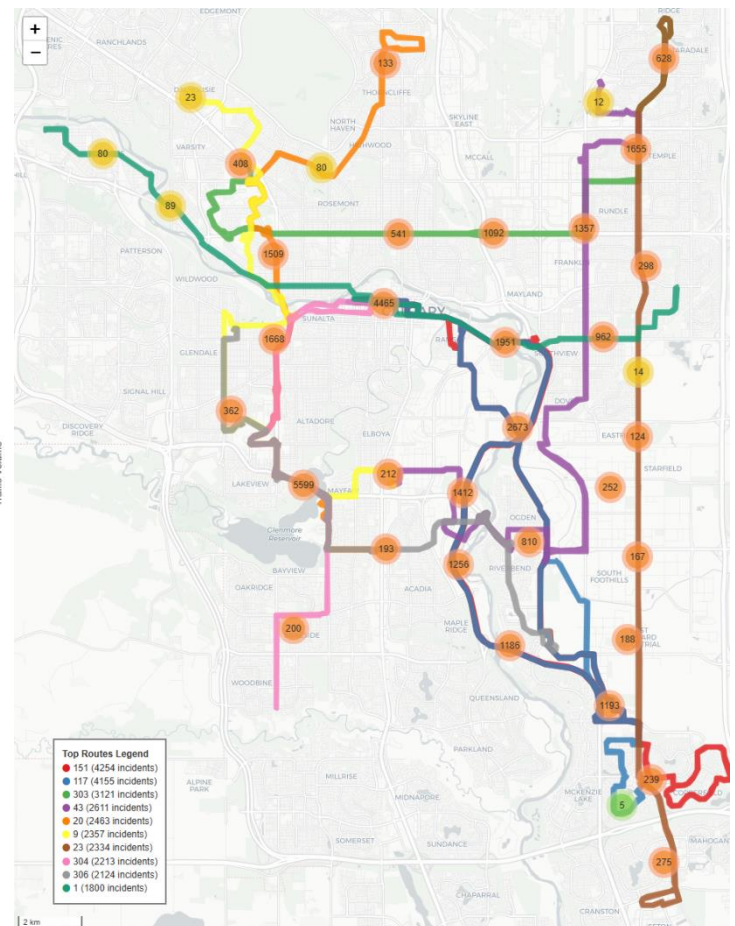 +
−
EDGEMONT
RANCHLANDS
133
628
23
THORNCLIFFE
12
NORTH
HAVEN
SKYLINE
EAST
VARSITY
408
80
HIGHWOOD
1655
TEMPLE
80
MCCALL
89
ROSEMONT
RUNDLE
PATTERSON
1509
541
1092
1357
FRANKLI
298
WILDWOOD
4465
MAYLAND
SUNALTA
1668
1951
962
GLENDALE
14
SIGNAL HILL
362
ALTADORE
2673
124
DISCOVERY
RIDGE
ELBOYA
STARFIELD
LAKEVIEW
5599
212
1412
252
Glenmore
Reservoir
OGDEN
810
193
1256
167
BAYVIEW
RIVERBEND
SOUTH
FOOTHILLS
OAKRIDGE
ACADIA
200
MAPLE
RIDGE
1186
188
WOODBINE
QUEENSLAND
1193
PARKLAND
ALPINE
PARK
MILLRISE
MIDNAPORE
MCKENZIE
LAKE
239
5
SOMERSET
SUNDANCE
MAHOGAN
275
CHAPARRAL
CRANSTON
Top Routes Legend
151 (4254 incidents)
117 (4155 incidents)
303 (3121 incidents)
43 (2611 incidents)
20 (2463 incidents)
9 (2357 incidents)
23 (2334 incidents)
304 (2213 incidents)
306 (2124 incidents)
1 (1800 incidents)
2 km